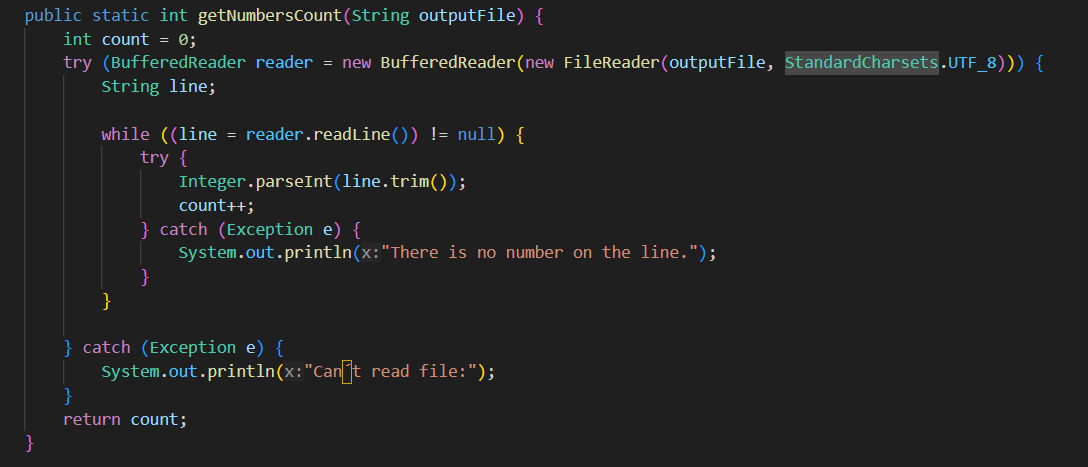 public static int getNumbersCount(String outputFile) {
int count = 0;
try (BufferedReader reader = new BufferedReader(new FileReader(outputFile, StandardCharsets.UTF_8))) {
String line;
while ((line = reader.readLine()) != null) {
try {
Integer.parseInt(line.trim());
count++;
} catch (Exception e) {
System.out.println(x:"There is no number on the line.");
}
}
} catch (Exception e) {
System.out.println(x:"Can´t read file:");
}
return count;
}